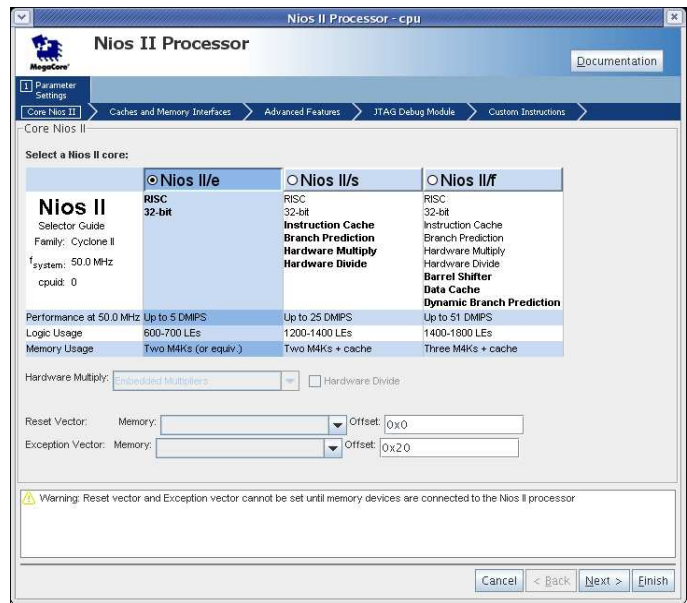 Nios II Processor - cpu
MegaCore'
Nios II Processor
Documentation
1 Parameter
Settings
Core Nios II
Caches and Memory Interfaces
Advanced Features
JTAG Debug Module
Custom Instructions
Core Nios II
Select a Nios II core:
Nios II/e
Nios II/s
Nios II/f
Nios II
Selector Guide
Family: Cyclone II
fsystem: 50.0 MHz
cpuid: 0
RISC
32-bit
RISC
32-bit
Instruction Cache
Branch Prediction
Hardware Multiply
Hardware Divide
RISC
32-bit
Instruction Cache
Branch Prediction
Hardware Multiply
Hardware Divide
Barrel Shifter
Data Cache
Dynamic Branch Prediction
Performance at 50.0 MHz Up to 5 DMIPS Up to 25 DMIPS Up to 51 DMIPS
Logic Usage 600-700 LEs 1200-1400 LEs 1400-1800 LEs
Memory Usage Two M4Ks (or equiv.) Two M4Ks + cache Three M4Ks + cache
Hardware Multiply: Embedded Multipliers Hardware Divide
Reset Vector: Memory: Offset: 0x0
Exception Vector: Memory: Offset: 0x20
Warning: Reset vector and Exception vector cannot be set until memory devices are connected to the Nios II processor
Cancel < Back Next > Finish